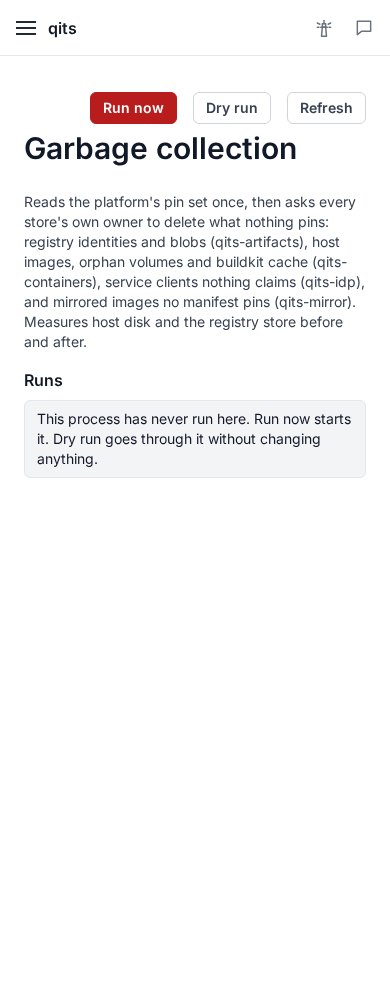 qits
Run now
Dry run
Refresh
Garbage collection
Reads the platform's pin set once, then asks every
store's own owner to delete what nothing pins:
registry identities and blobs (qits-artifacts), host
images, orphan volumes and buildkit cache (qits-
containers), service clients nothing claims (qits-idp),
and mirrored images no manifest pins (qits-mirror).
Measures host disk and the registry store before
and after.
Runs
This process has never run here. Run now starts
it. Dry run goes through it without changing
anything.